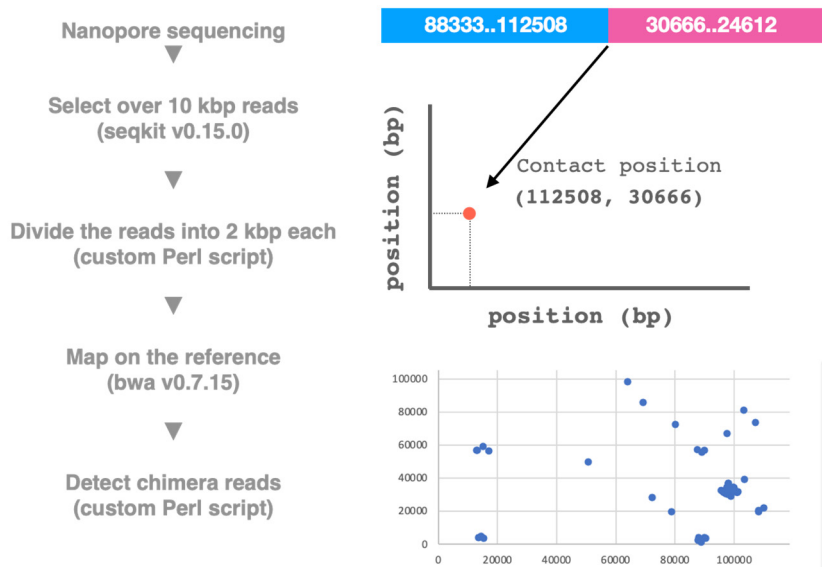 Nanopore sequencing
▼
Select over 10 kbp reads
(seqkit v0.15.0)
▼
Divide the reads into 2 kbp each
(custom Perl script)
▼
Map on the reference
(bwa v0.7.15)
▼
Detect chimera reads
(custom Perl script)
88333..112508
30666..24612
position (bp)
Contact position
(112508, 30666)
position (bp)
100000
80000
60000
40000
20000
0
0
20000
40000
60000
80000
100000